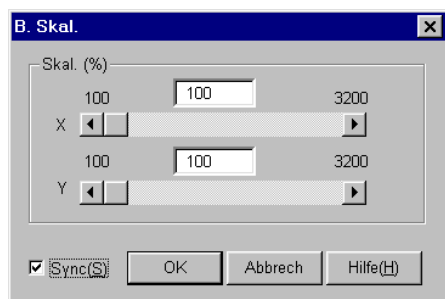 B. Skal.
Skal. (%)
100 100 3200
X
100 100 3200
Y
Sync(S) OK Abbrech Hilfe(H)